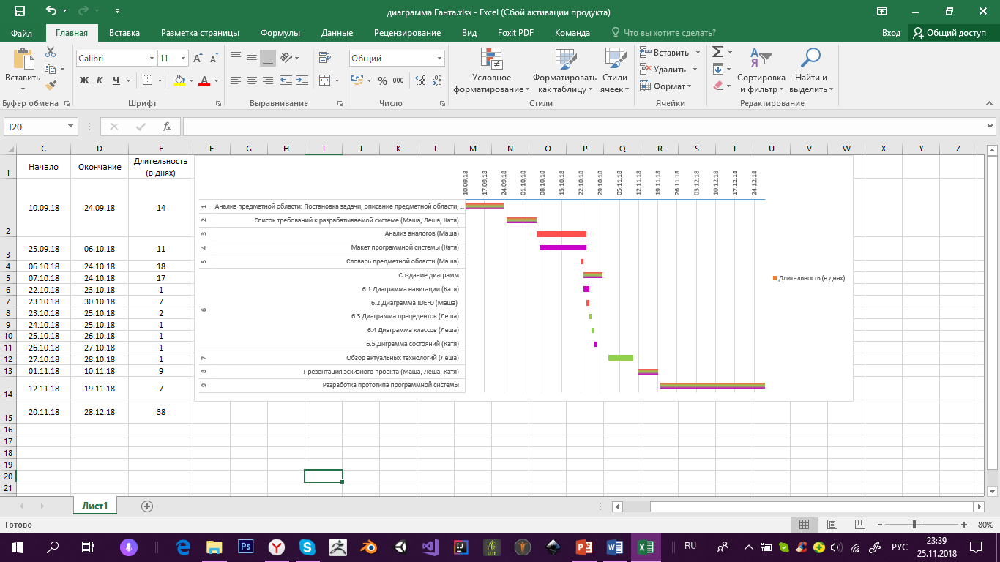 диаграмма Ганта.xlsx - Excel (Сбой активации продукта)
Файл Главная Вставка Разметка страницы Формулы Данные Рецензирование Вид Foxit PDF Команда Что вы хотите сделать? Вход Общий доступ
Вставить
Calibri 11
Ж К Ч
Общий
% 000
Условное форматирование
Форматировать как таблицу
Стили ячеек
Вставить
Удалить
Формат
Сортировка и фильтр
Найти и выделить
Буфер обмена Шрифт Выравнивание Число Стили Ячейки Редактирование
I20 fx
C D E F G H I J K L M N O P Q R S T U V W X Y Z
1 Начало Окончание Длительность (в днях)
2 10.09.18 24.09.18 14
3 25.09.18 06.10.18 11
4 06.10.18 24.10.18 18
5 07.10.18 24.10.18 17
6 22.10.18 23.10.18 1
7 23.10.18 30.10.18 7
8 23.10.18 25.10.18 2
9 24.10.18 25.10.18 1
10 25.10.18 26.10.18 1
11 26.10.18 27.10.18 1
12 27.10.18 28.10.18 1
13 01.11.18 10.11.18 9
14 12.11.18 19.11.18 7
15 20.11.18 28.12.18 38
16
17
18
19
20
21
10.09.18 17.09.18 24.09.18 01.10.18 08.10.18 15.10.18 22.10.18 29.10.18 05.11.18 12.11.18 19.11.18 26.11.18 03.12.18 10.12.18 17.12.18 24.12.18
1 Анализ предметной области: Постановка задачи, описание предметной области,...
2 Список требований к разрабатываемой системе (Маша, Леша, Катя)
3 Анализ аналогов (Маша)
4 Макет программной системы (Катя)
5 Словарь предметной области (Маша)
6 Создание диаграмм
6.1 Диаграмма навигации (Катя)
6.2 Диаграмма IDEF0 (Маша)
6.3 Диаграмма прецедентов (Леша)
6.4 Диаграмма классов (Леша)
6.5 Диграмма состояний (Катя)
7 Обзор актуальных технологий (Леша)
8 Презентация эскизного проекта (Маша, Леша, Катя)
9 Разработка прототипа программной системы
Длительность (в днях)
Лист1
Готово 80%
RU РУС 23:39
25.11.2018